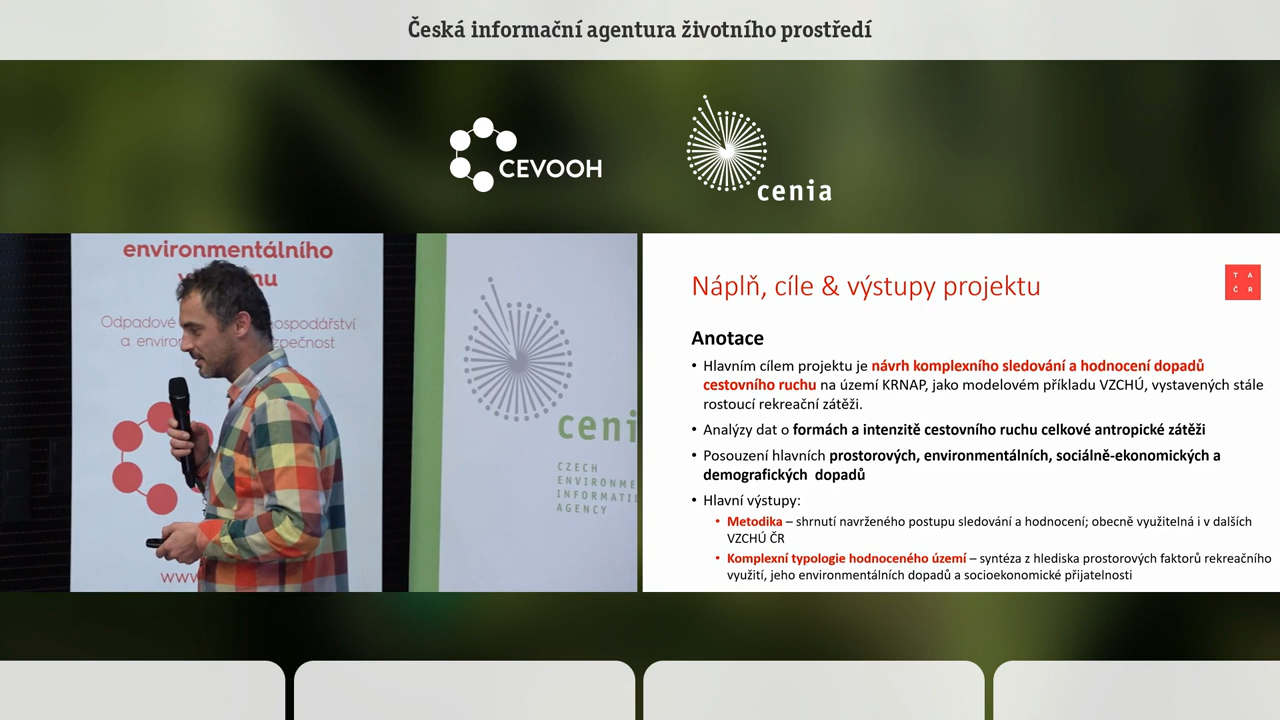 Česká informační agentura životního prostředí
CEVOOH
cenia
environmentálního
Odpadové
ospodářství
a environ
zpečnost
www
ceni
CZECH
ENVIRONME
INFORMATI
AGENCY
Náplň, cíle & výstupy projektu
T A
Č R
Anotace
• Hlavním cílem projektu je návrh komplexního sledování a hodnocení dopadů
cestovního ruchu na území KRNAP, jako modelovém příkladu VZCHÚ, vystavených stále
rostoucí rekreační zátěži.
• Analýzy dat o formách a intenzitě cestovního ruchu celkové antropické zátěži
• Posouzení hlavních prostorových, environmentálních, sociálně-ekonomických a
demografických dopadů
• Hlavní výstupy:
• Metodika – shrnutí navrženého postupu sledování a hodnocení; obecně využitelná i v dalších
VZCHÚ ČR
• Komplexní typologie hodnoceného území – syntéza z hlediska prostorových faktorů rekreačního
využití, jeho environmentálních dopadů a socioekonomické přijatelnosti